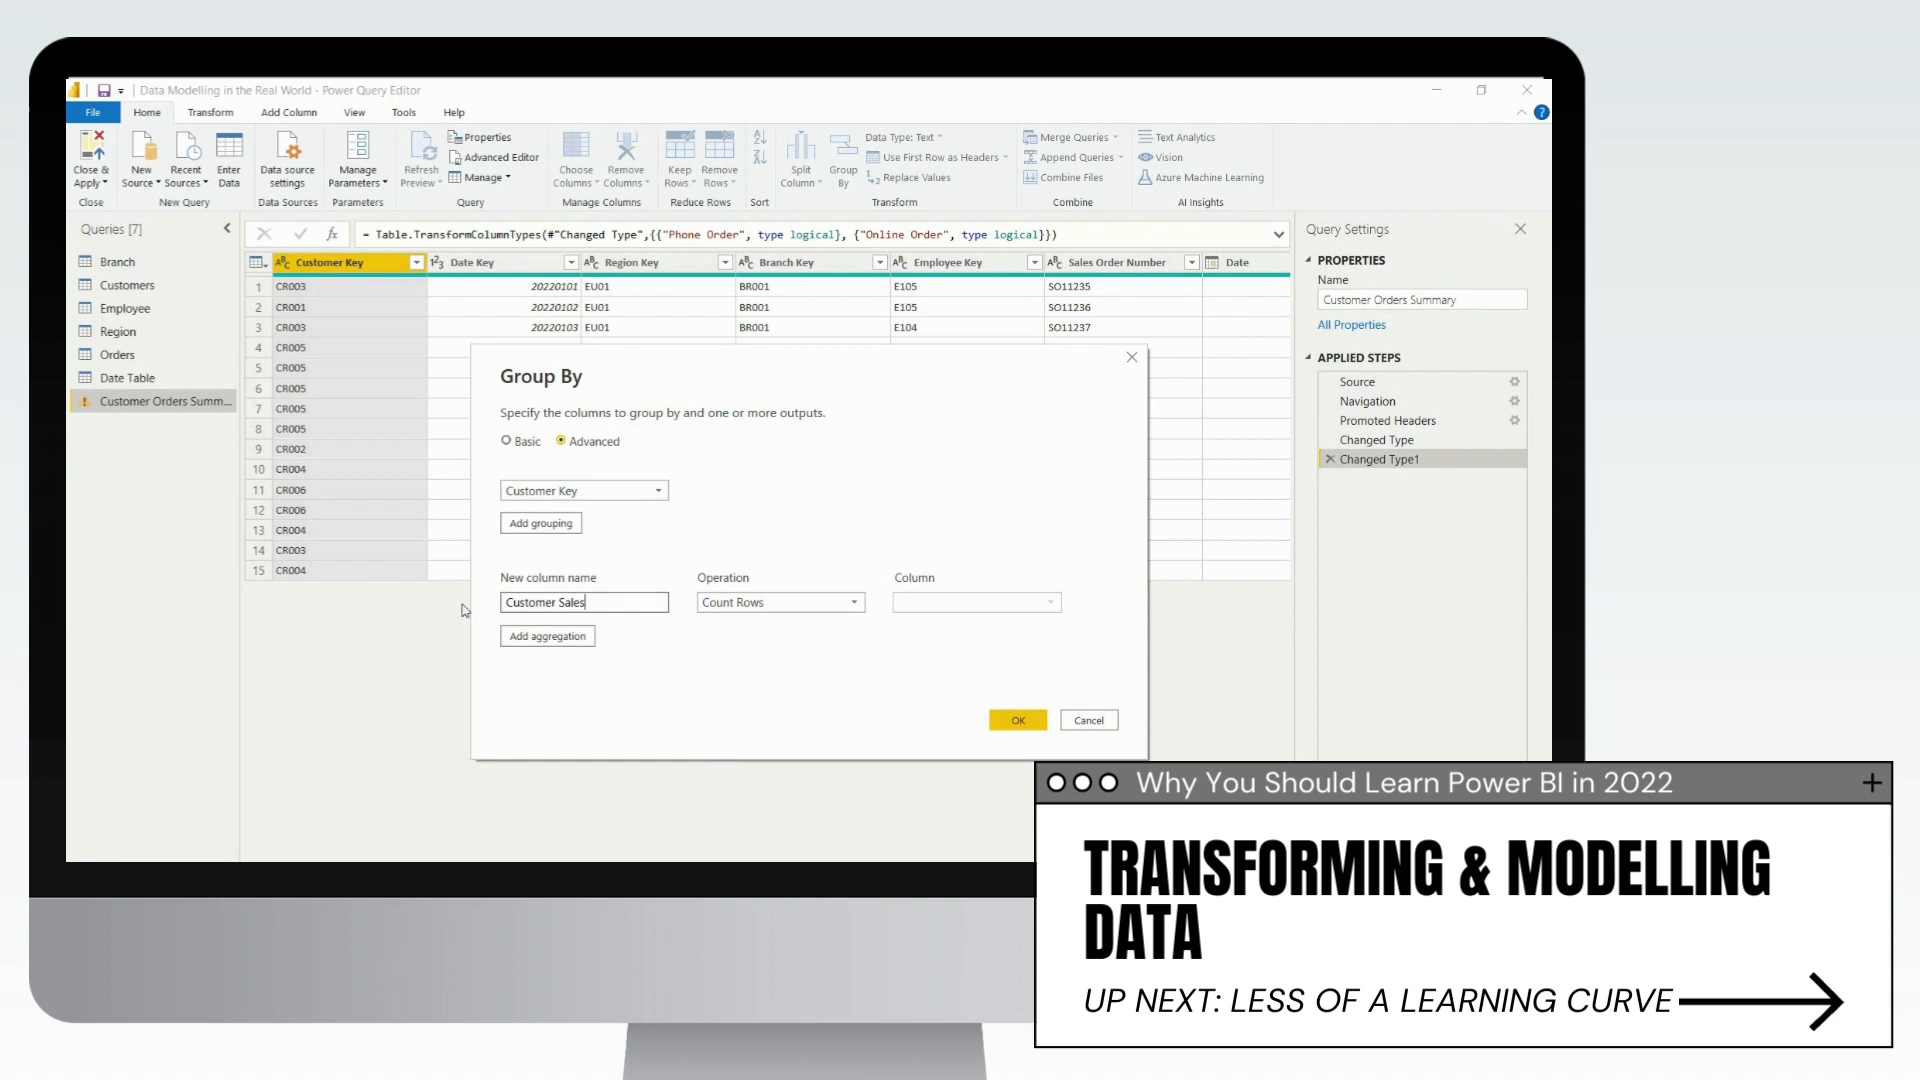 Data Modelling in the Real World - Power Query Editor
File Home Transform Add Column View Tools Help
Close & Apply
New Source
Recent Sources
Enter Data
Data source settings
Manage Parameters
Refresh Preview
Properties
Advanced Editor
Manage
Choose Columns
Remove Columns
Keep Rows
Remove Rows
Split Column
Group By
Data Type: Text
Use First Row as Headers
Replace Values
Merge Queries
Append Queries
Combine Files
Text Analytics
Vision
Azure Machine Learning
Close New Query Data Sources Parameters Query Manage Columns Reduce Rows Sort Transform Combine AI Insights
Queries [7]
Branch
Customers
Employee
Region
Orders
Date Table
Customer Orders Summ...
fx = Table.TransformColumnTypes(#"Changed Type",{{"Phone Order", type logical}, {"Online Order", type logical}})
Customer Key Date Key Region Key Branch Key Employee Key Sales Order Number Date
1 CR003 20220101 EU01 BR001 E105 SO11235
2 CR001 20220102 EU01 BR001 E105 SO11236
3 CR003 20220103 EU01 BR001 E104 SO11237
4 CR005
5 CR005
6 CR005
7 CR005
8 CR005
9 CR002
10 CR004
11 CR006
12 CR006
13 CR004
14 CR003
15 CR004
Group By
Specify the columns to group by and one or more outputs.
Basic Advanced
Customer Key
Add grouping
New column name Operation Column
Customer Sales Count Rows
Add aggregation
OK Cancel
Query Settings
PROPERTIES
Name
Customer Orders Summary
All Properties
APPLIED STEPS
Source
Navigation
Promoted Headers
Changed Type
Changed Type1
Why You Should Learn Power BI in 2022
TRANSFORMING & MODELLING
DATA
UP NEXT: LESS OF A LEARNING CURVE